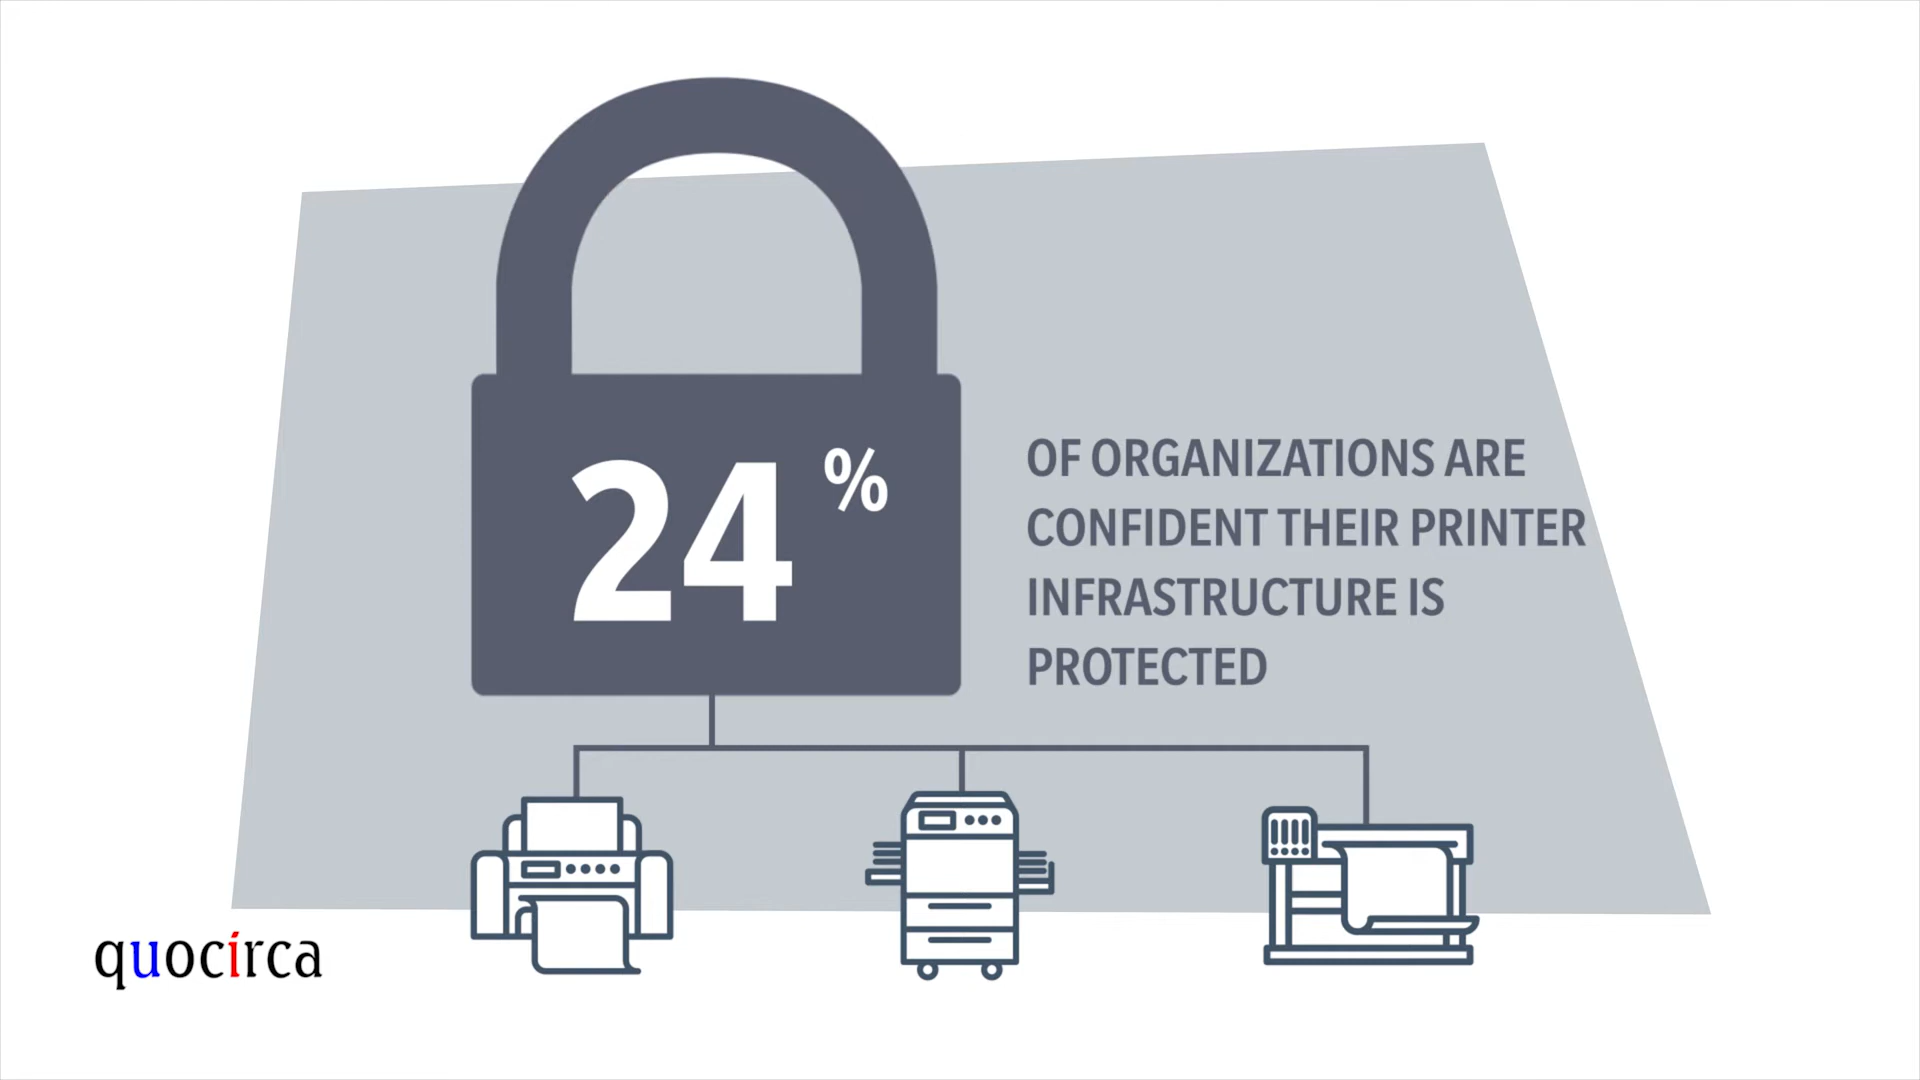 24%
OF ORGANIZATIONS ARE
CONFIDENT THEIR PRINTER
INFRASTRUCTURE IS
PROTECTED
quocirca